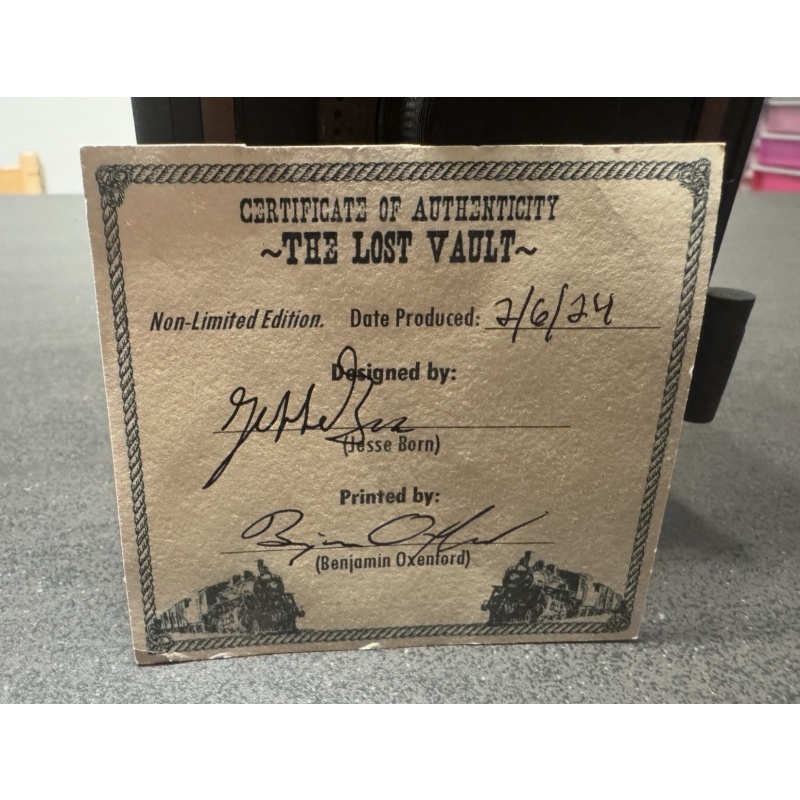 CERTIFICATE OF AUTHENTICITY
~THE LOST VAULT~
Non-Limited Edition. Date Produced: 2/6/24
Designed by:
(Jesse Born)
Printed by:
(Benjamin Oxenford)